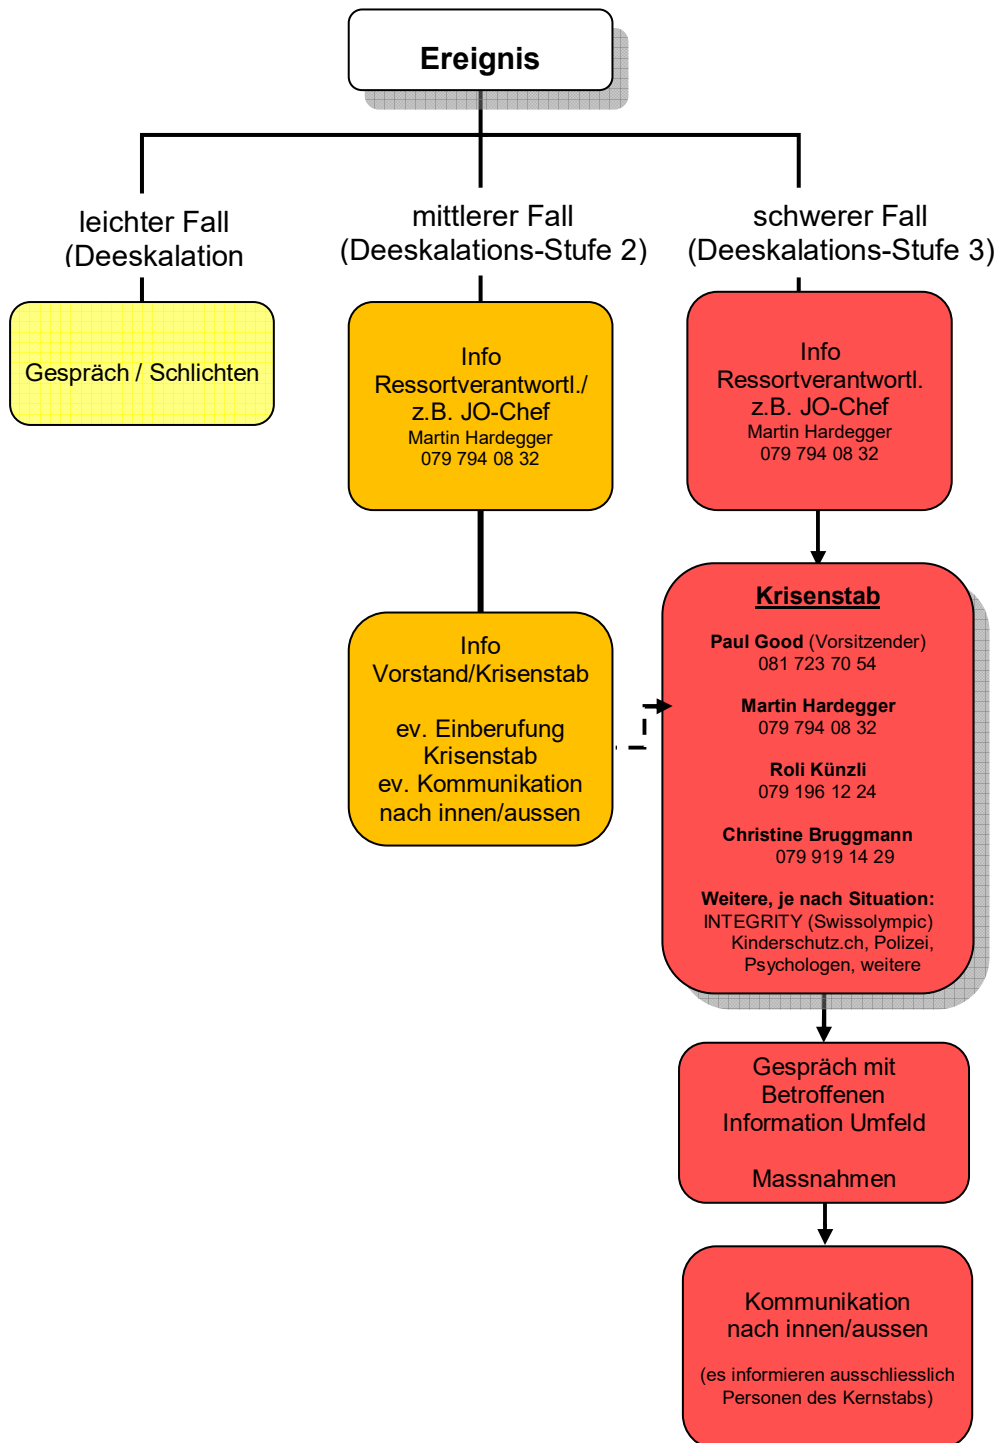 Ereignis
leichter Fall
(Deeskalation
mittlerer Fall
(Deeskalations-Stufe 2)
schwerer Fall
(Deeskalations-Stufe 3)
Gespräch / Schlichten
Info
Ressortverantwortl./
z.B. JO-Chef
Martin Hardegger
079 794 08 32
Info
Ressortverantwortl.
z.B. JO-Chef
Martin Hardegger
079 794 08 32
Info
Vorstand/Krisenstab
ev. Einberufung
Krisenstab
ev. Kommunikation
nach innen/aussen
Krisenstab
Paul Good (Vorsitzender)
081 723 70 54
Martin Hardegger
079 794 08 32
Roli Künzli
079 196 12 24
Christine Bruggmann
079 919 14 29
Weitere, je nach Situation:
INTEGRITY (Swissolympic)
Kinderschutz.ch, Polizei,
Psychologen, weitere
Gespräch mit
Betroffenen
Information Umfeld
Massnahmen
Kommunikation
nach innen/aussen
(es informieren ausschliesslich
Personen des Kernstabs)